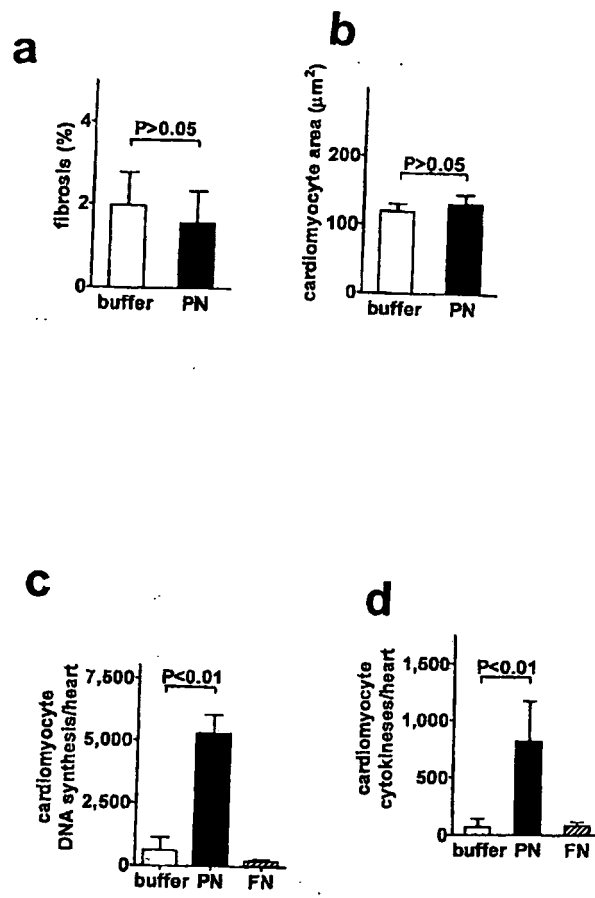 a
fibrosis (%)
4
2
0
P>0.05
buffer PN
b
cardiomyocyte area (μm²)
200
100
0
P>0.05
buffer PN
c
cardiomyocyte
DNA synthesis/heart
7,500
5,000
2,500
0
P<0.01
buffer PN FN
d
cardiomyocyte
cytokineses/heart
1,500
1,000
500
0
P<0.01
buffer PN FN